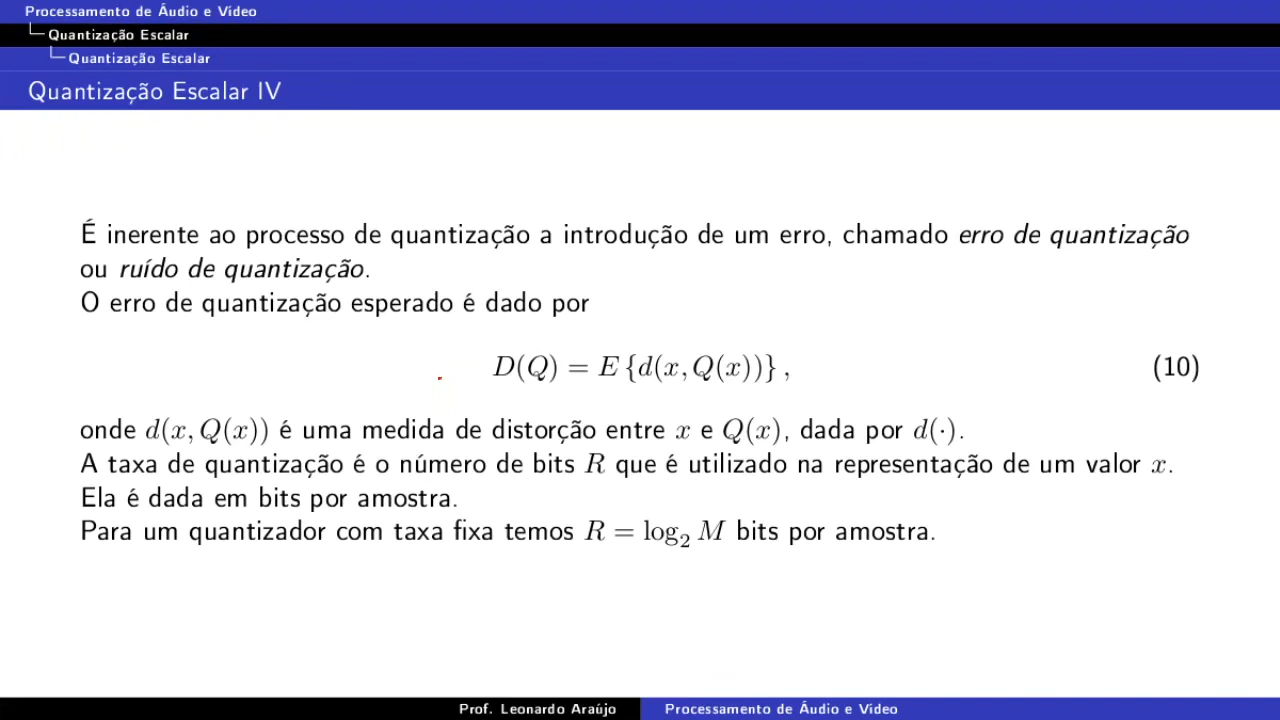 Processamento de Áudio e Vídeo
Quantização Escalar
Quantização Escalar
Quantização Escalar IV
É inerente ao processo de quantização a introdução de um erro, chamado erro de quantização
ou ruído de quantização.
O erro de quantização esperado é dado por
D(Q) = E {d(x, Q(x))} , (10)
onde d(x, Q(x)) é uma medida de distorção entre x e Q(x), dada por d(·).
A taxa de quantização é o número de bits R que é utilizado na representação de um valor x.
Ela é dada em bits por amostra.
Para um quantizador com taxa fixa temos R = log₂ M bits por amostra.
Prof. Leonardo Araújo Processamento de Áudio e Vídeo